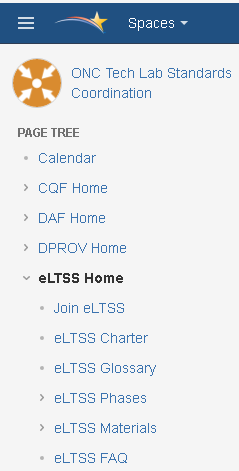 Spaces
ONC Tech Lab Standards
Coordination
PAGE TREE
Calendar
CQF Home
DAF Home
DPROV Home
eLTSS Home
Join eLTSS
eLTSS Charter
eLTSS Glossary
eLTSS Phases
eLTSS Materials
eLTSS FAQ